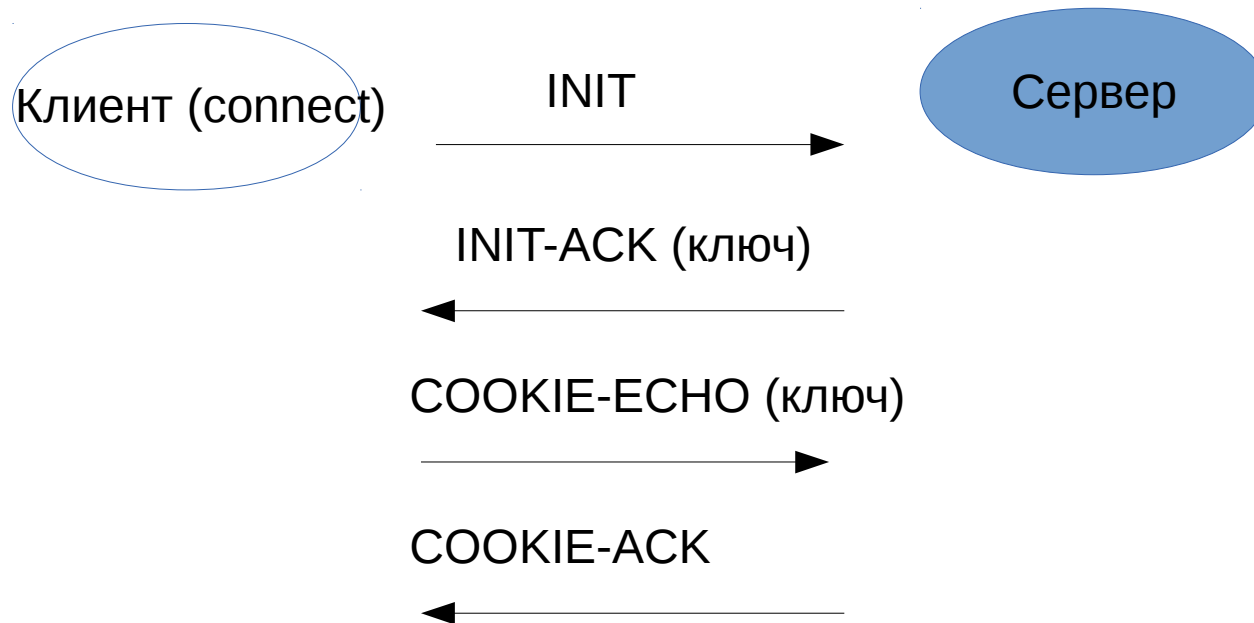 Клиент (connect)
INIT
Сервер
INIT-ACK (ключ)
COOKIE-ECHO (ключ)
COOKIE-ACK